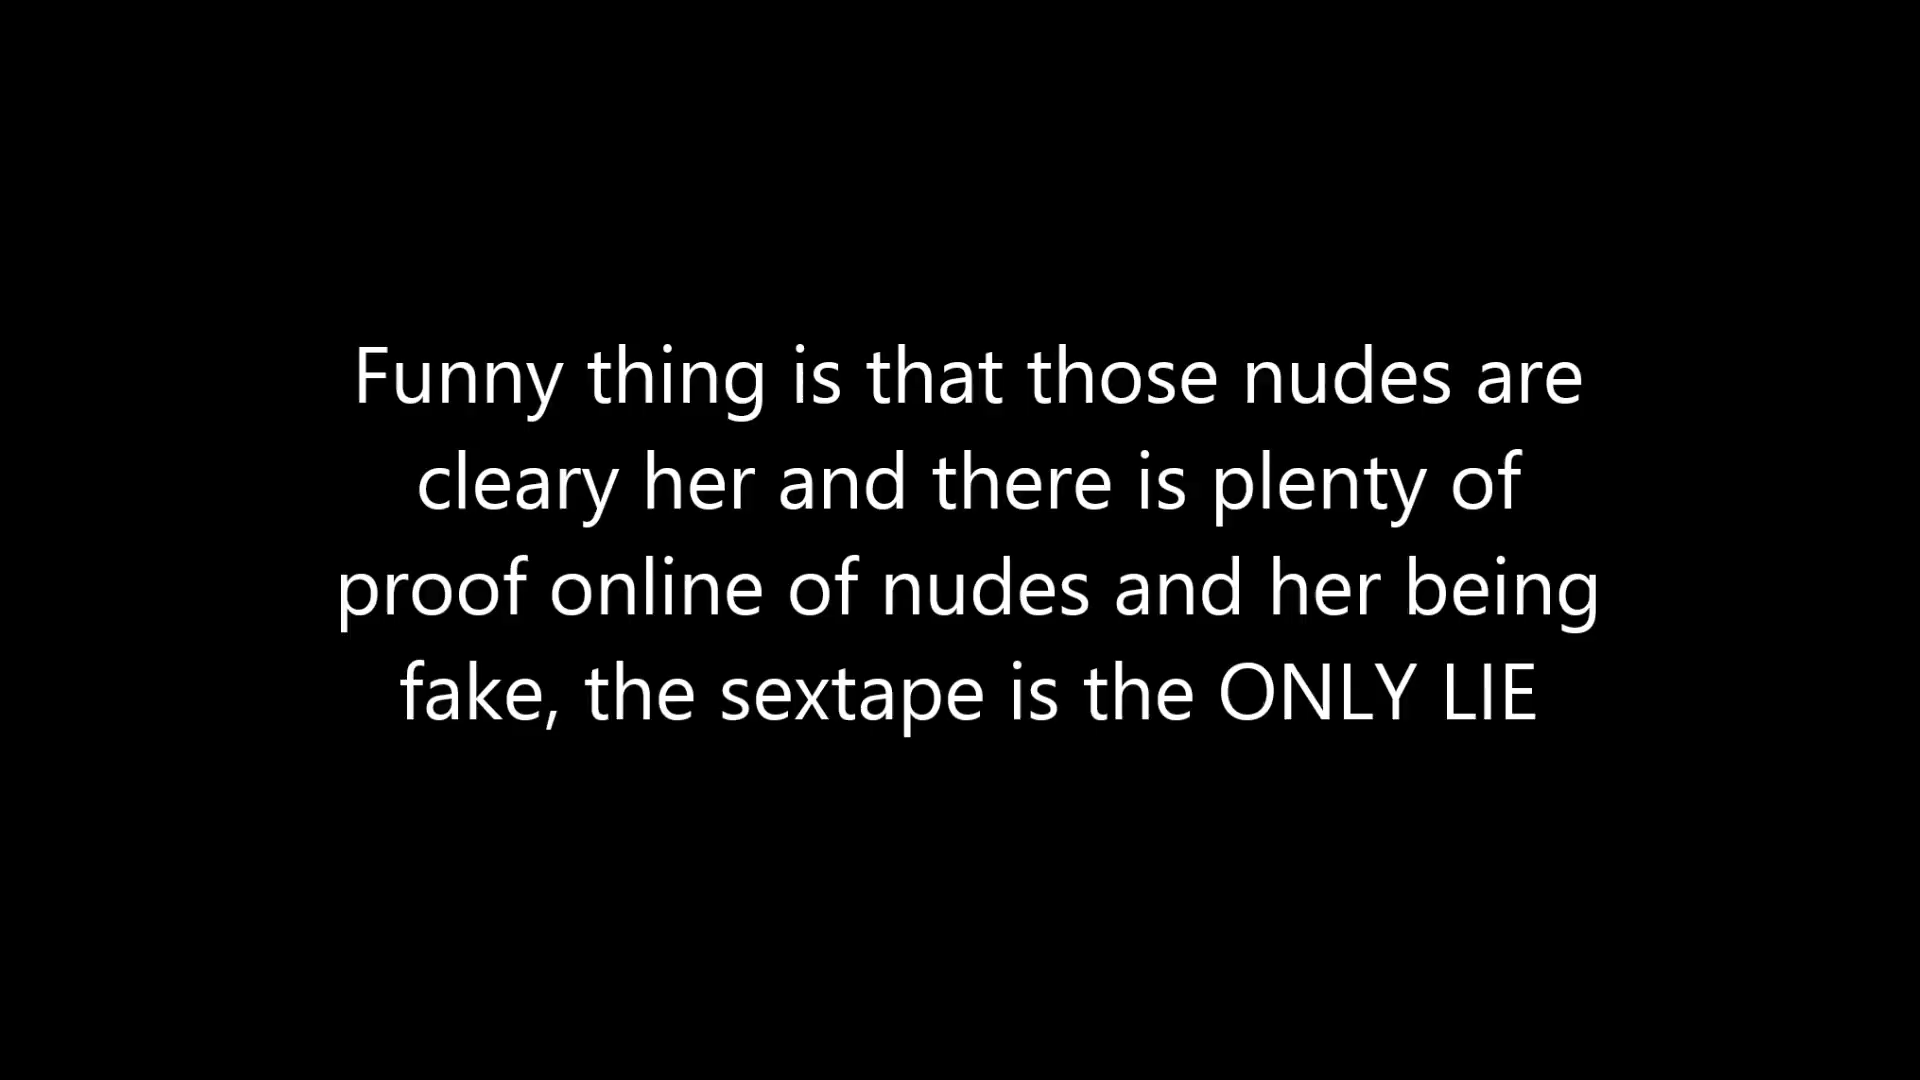 Funny thing is that those nudes are
cleary her and there is plenty of
proof online of nudes and her being
fake, the sextape is the ONLY LIE